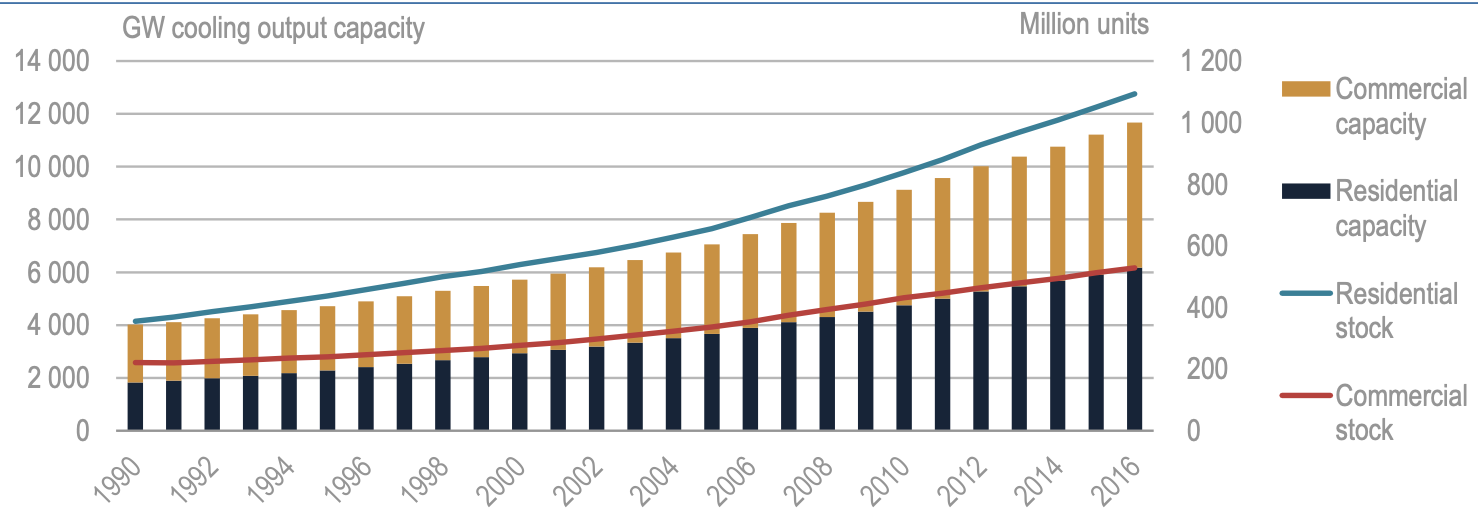 GW cooling output capacity
Million units
14 000
12 000
10 000
8 000
6 000
4 000
2 000
0
1 200
1 000
800
600
400
200
0
1990
1992
1994
1996
1998
2000
2002
2004
2006
2008
2010
2012
2014
2016
Commercial
capacity
Residential
capacity
Residential
stock
Commercial
stock